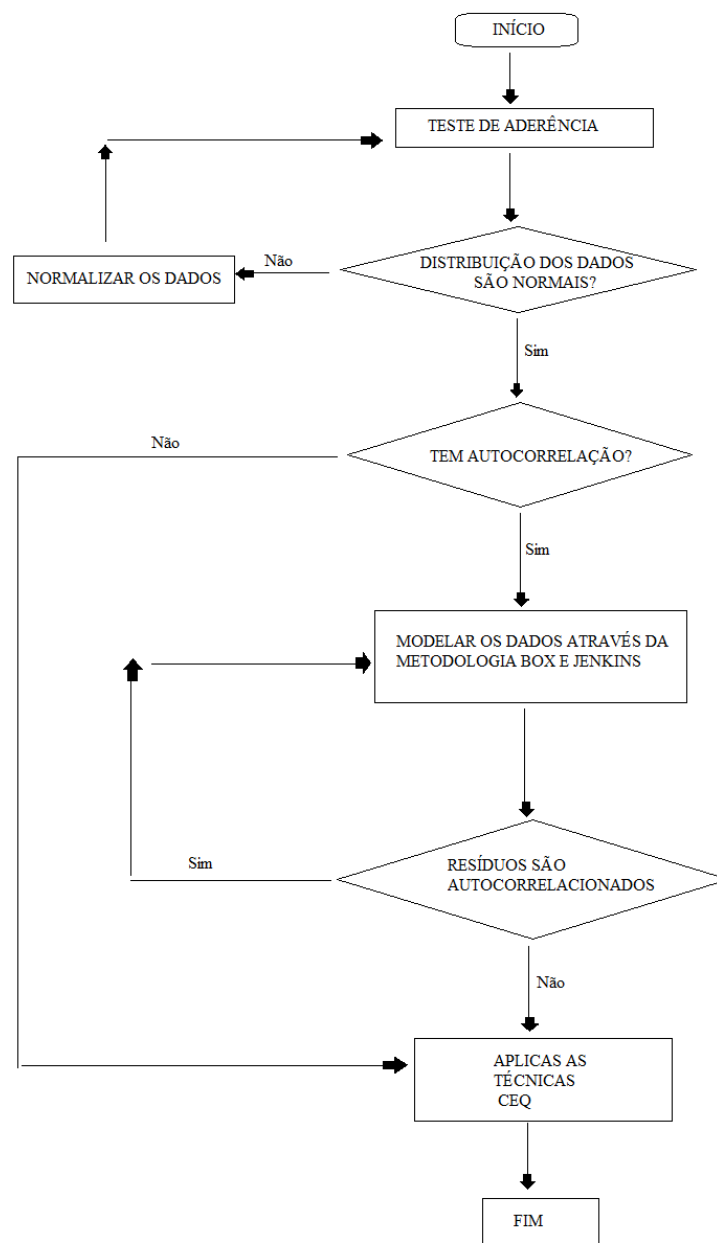 INÍCIO
TESTE DE ADERÊNCIA
DISTRIBUIÇÃO DOS DADOS
SÃO NORMAIS?
Não
NORMALIZAR OS DADOS
Sim
TEM AUTOCORRELAÇÃO?
Não
Sim
MODELAR OS DADOS ATRAVÉS DA
METODOLOGIA BOX E JENKINS
RESÍDUOS SÃO
AUTOCORRELACIONADOS
Sim
Não
APLICAS AS
TÉCNICAS
CEQ
FIM